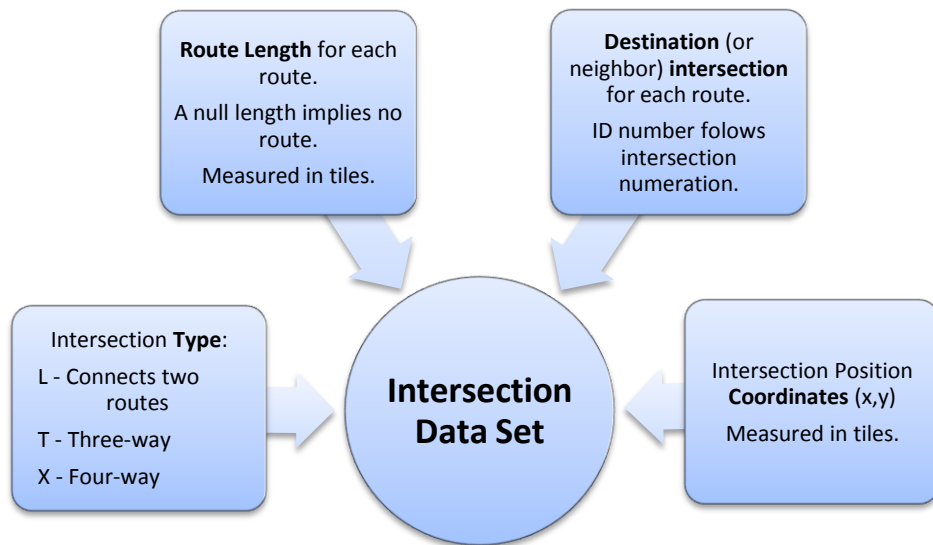 Route Length for each
route.
A null length implies no
route.
Measured in tiles.
Destination (or
neighbor) intersection
for each route.
ID number folows
intersection
numeration.
Intersection Type:
L - Connects two
routes
T - Three-way
X - Four-way
Intersection
Data Set
Intersection Position
Coordinates (x,y)
Measured in tiles.